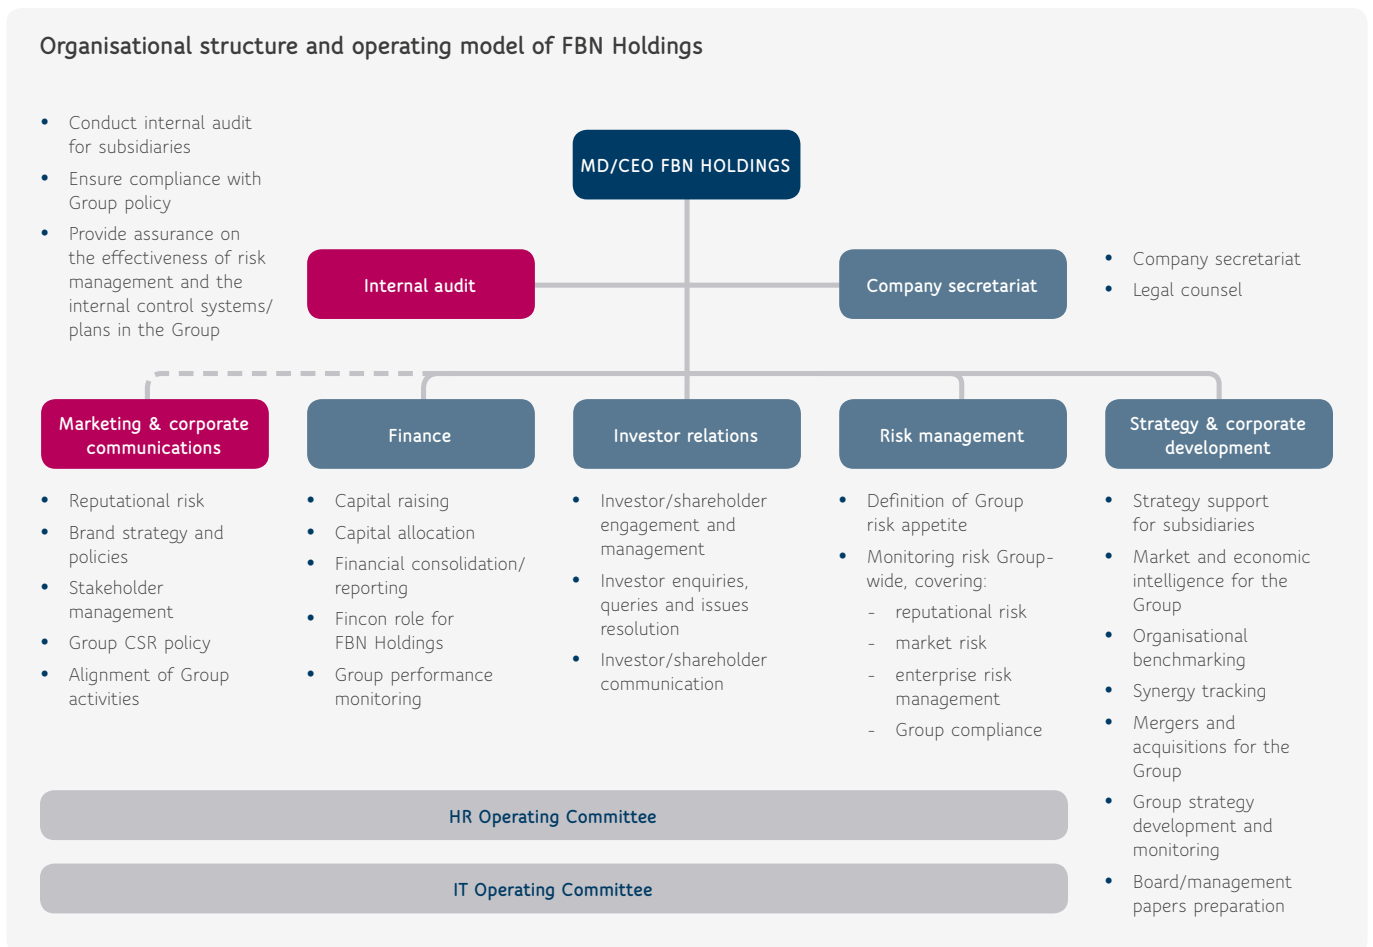 Organisational structure and operating model of FBN Holdings
• Conduct internal audit
for subsidiaries
• Ensure compliance with
Group policy
• Provide assurance on
the effectiveness of risk
management and the
internal control systems/
plans in the Group
MD/CEO FBN HOLDINGS
Internal audit
Company secretariat
• Company secretariat
• Legal counsel
Marketing & corporate
communications
• Reputational risk
• Brand strategy and
policies
• Stakeholder
management
• Group CSR policy
• Alignment of Group
activities
Finance
• Capital raising
• Capital allocation
• Financial consolidation/
reporting
• Fincon role for
FBN Holdings
• Group performance
monitoring
Investor relations
• Investor/shareholder
engagement and
management
• Investor enquiries,
queries and issues
resolution
• Investor/shareholder
communication
Risk management
• Definition of Group
risk appetite
• Monitoring risk Group-
wide, covering:
- reputational risk
- market risk
- enterprise risk
management
- Group compliance
Strategy & corporate
development
• Strategy support
for subsidiaries
• Market and economic
intelligence for the
Group
• Organisational
benchmarking
• Synergy tracking
• Mergers and
acquisitions for the
Group
• Group strategy
development and
monitoring
• Board/management
papers preparation
HR Operating Committee
IT Operating Committee